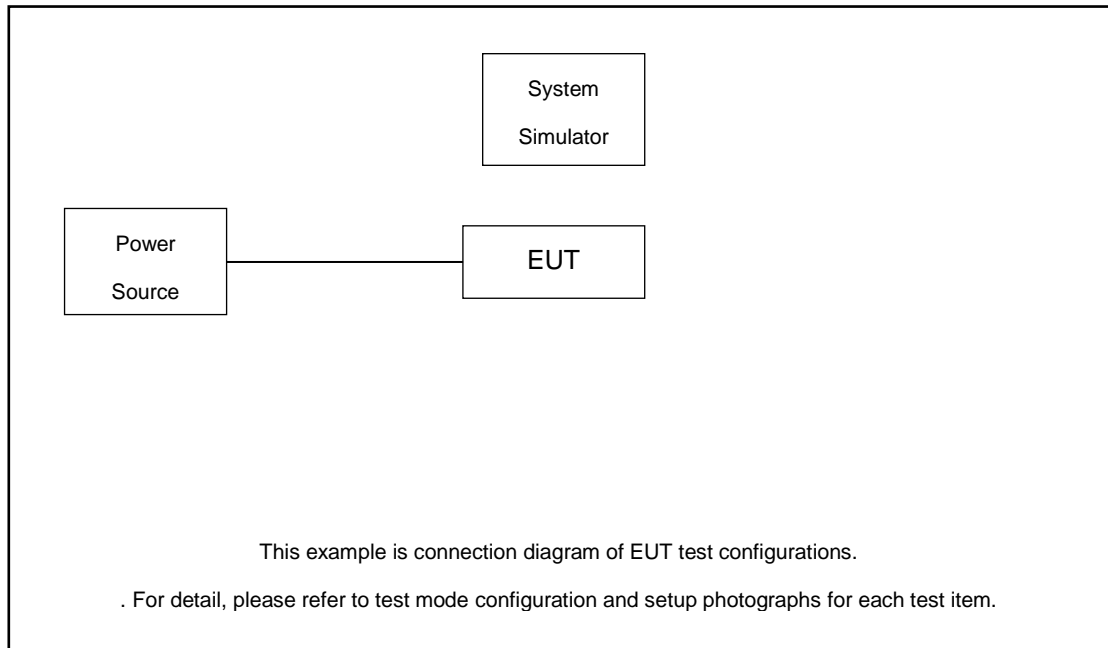 System
Simulator
Power
Source
EUT
This example is connection diagram of EUT test configurations.
. For detail, please refer to test mode configuration and setup photographs for each test item.